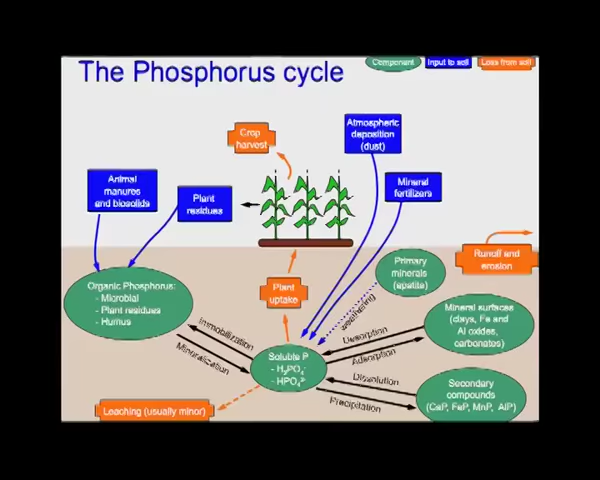 The Phosphorus cycle
Component
Input to soil
Loss from soil
Crop
harvest
Atmospheric
deposition
(dust)
Animal
manures
and biosolids
Plant
residues
Mineral
fertilizers
Runoff and
erosion
Primary
minerals
(apatite)
Organic Phosphorus:
- Microbial
- Plant residues
- Humus
Plant
uptake
weathering
Mineral surfaces
(clays, Fe and
Al oxides,
carbonates)
Immobilization
Mineralization
Desorption
Adsorption
Soluble P
- H₂PO₄⁻
- HPO₄²⁻
Dissolution
Precipitation
Secondary
compounds
(CaP, FeP, MnP, AlP)
Leaching (usually minor)